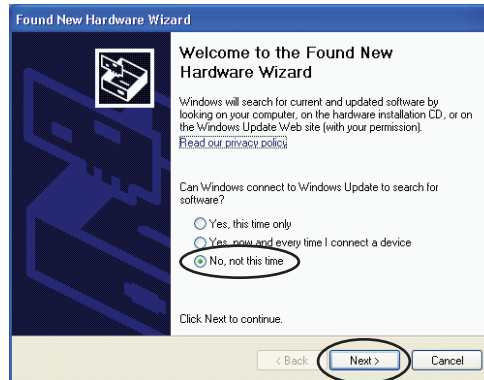 Found New Hardware Wizard
Welcome to the Found New
Hardware Wizard
Windows will search for current and updated software by
looking on your computer, on the hardware installation CD, or on
the Windows Update Web site (with your permission).
Read our privacy policy
Can Windows connect to Windows Update to search for
software?
Yes, this time only
Yes, now and every time I connect a device
No, not this time
Click Next to continue.
< Back
Next >
Cancel